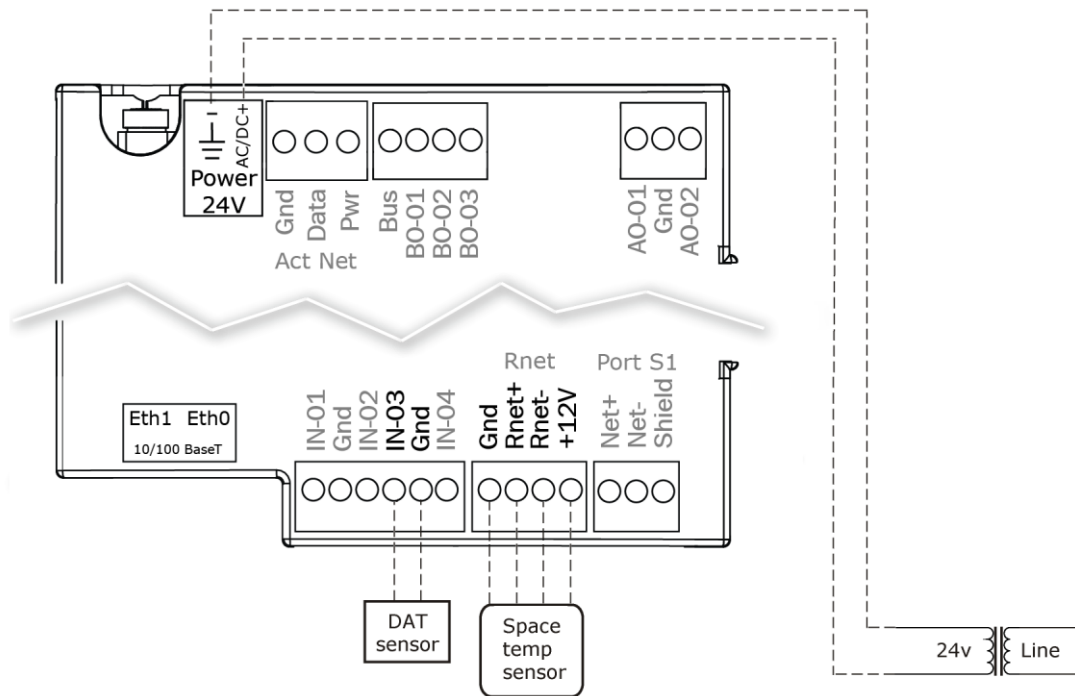 -
AC/DC+
Power
24V
Gnd
Data
Pwr
Act Net
Bus
BO-01
BO-02
BO-03
AO-01
Gnd
AO-02
Eth1 Eth0
10/100 BaseT
IN-01
Gnd
IN-02
IN-03
Gnd
IN-04
Rnet
Gnd
Rnet+
Rnet-
+12V
Port S1
Net+
Net-
Shield
DAT
sensor
Space
temp
sensor
24v
Line